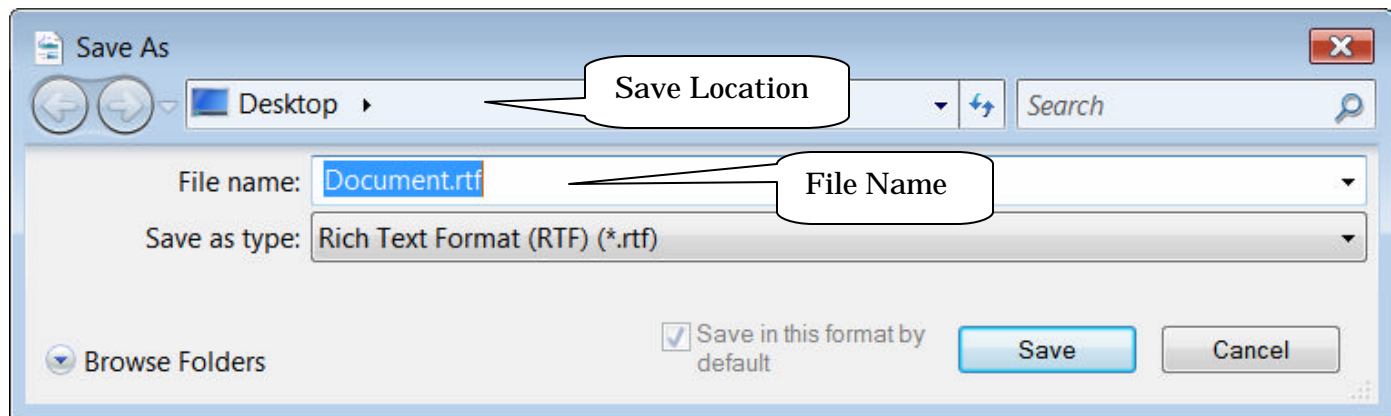 Save As
Desktop
Save Location
Search
File name: Document.rtf
File Name
Save as type: Rich Text Format (RTF) (*.rtf)
Browse Folders
Save in this format by
default
Save
Cancel